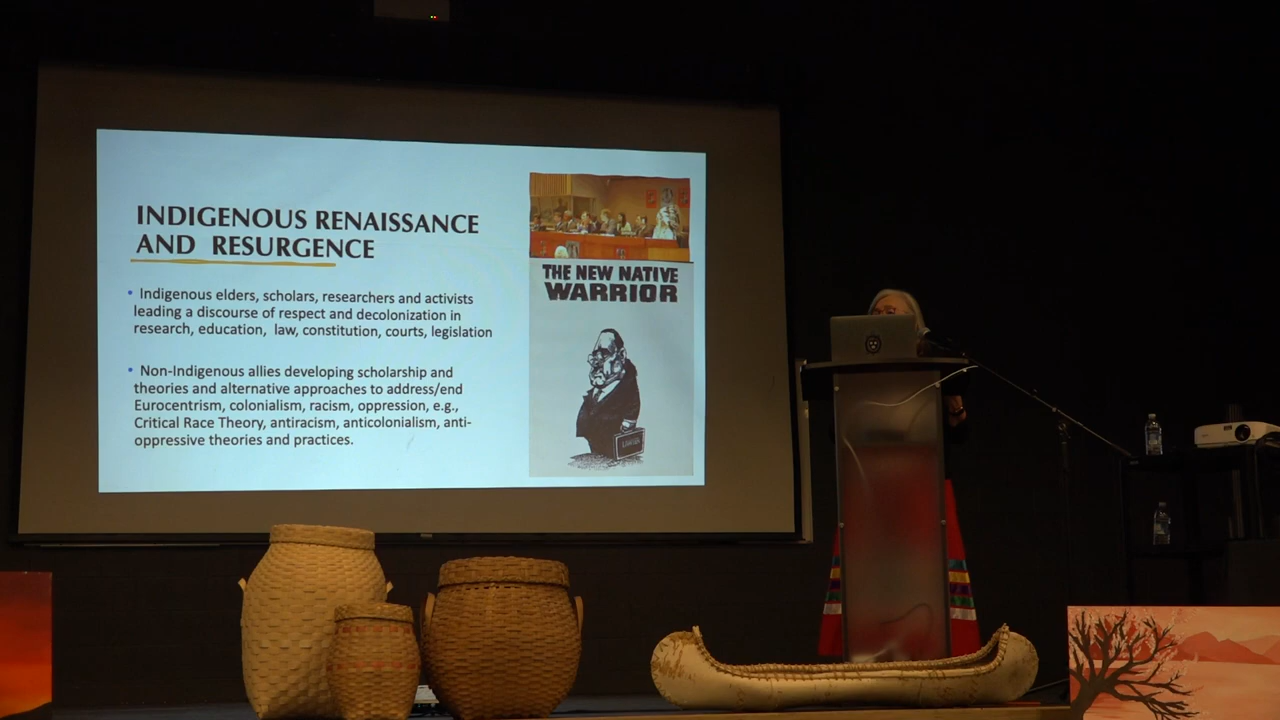 INDIGENOUS RENAISSANCE
AND RESURGENCE
• Indigenous elders, scholars, researchers and activists
leading a discourse of respect and decolonization in
research, education, law, constitution, courts, legislation
• Non-Indigenous allies developing scholarship and
theories and alternative approaches to address/end
Eurocentrism, colonialism, racism, oppression, e.g.,
Critical Race Theory, antiracism, anticolonialism, anti-
oppressive theories and practices.
THE NEW NATIVE
WARRIOR